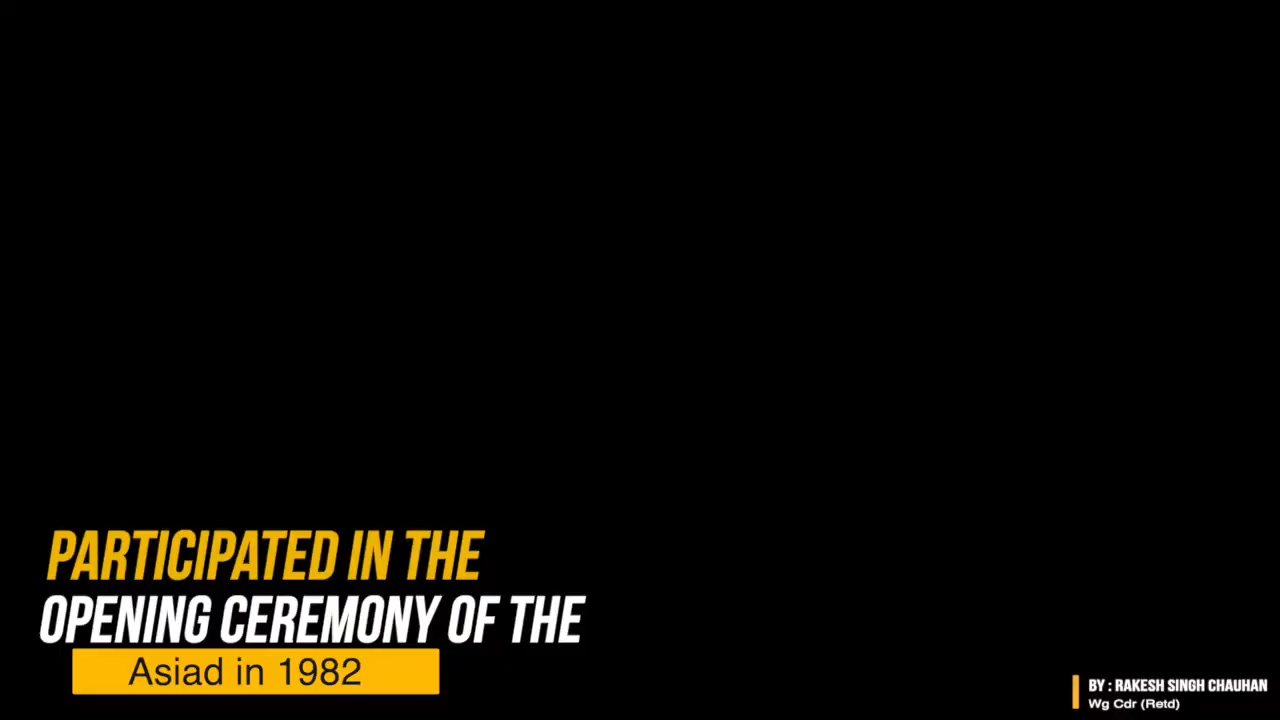 PARTICIPATED IN THE
OPENING CEREMONY OF THE
Asiad in 1982
BY : RAKESH SINGH CHAUHAN
Wg Cdr (Retd)